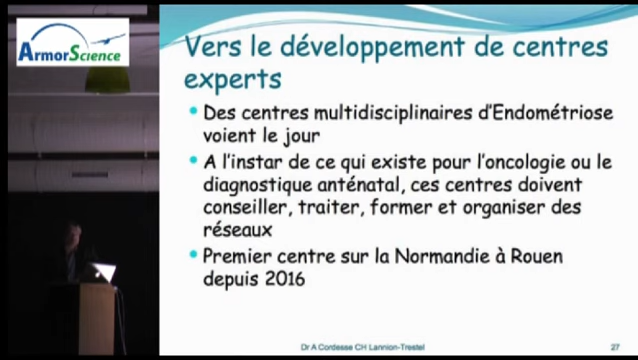 ArmorScience
Vers le développement de centres
experts
Des centres multidisciplinaires d'Endométriose
voient le jour
A l'instar de ce qui existe pour l'oncologie ou le
diagnostique anténatal, ces centres doivent
conseiller, traiter, former et organiser des
réseaux
Premier centre sur la Normandie à Rouen
depuis 2016
Dr A Cordesse CH Lannion-Trestel
27